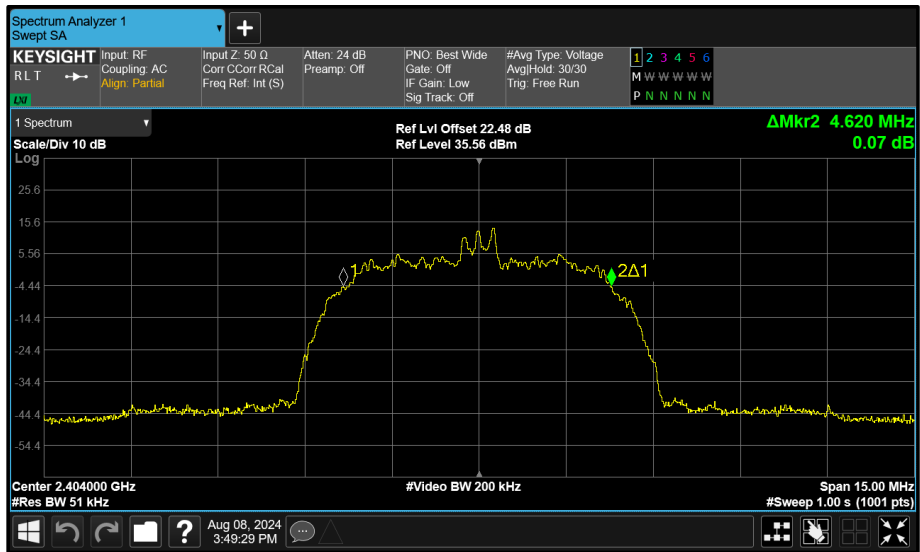 Spectrum Analyzer 1
Swept SA
KEYSIGHT
R L T
LXI
Input: RF
Coupling: AC
Align: Partial
Input Z: 50 Ω
Corr CCorr RCal
Freq Ref: Int (S)
Atten: 24 dB
Preamp: Off
PNO: Best Wide
Gate: Off
IF Gain: Low
Sig Track: Off
#Avg Type: Voltage
Avg|Hold: 30/30
Trig: Free Run
1 2 3 4 5 6
M W W W W W
P N N N N N
1 Spectrum
Scale/Div 10 dB
Ref Lvl Offset 22.48 dB
Ref Level 35.56 dBm
ΔMkr2 4.620 MHz
0.07 dB
Log
25.6
15.6
5.56
-4.44
-14.4
-24.4
-34.4
-44.4
-54.4
1
2Δ1
Center 2.404000 GHz
#Res BW 51 kHz
#Video BW 200 kHz
Span 15.00 MHz
#Sweep 1.00 s (1001 pts)
?
Aug 08, 2024
3:49:29 PM